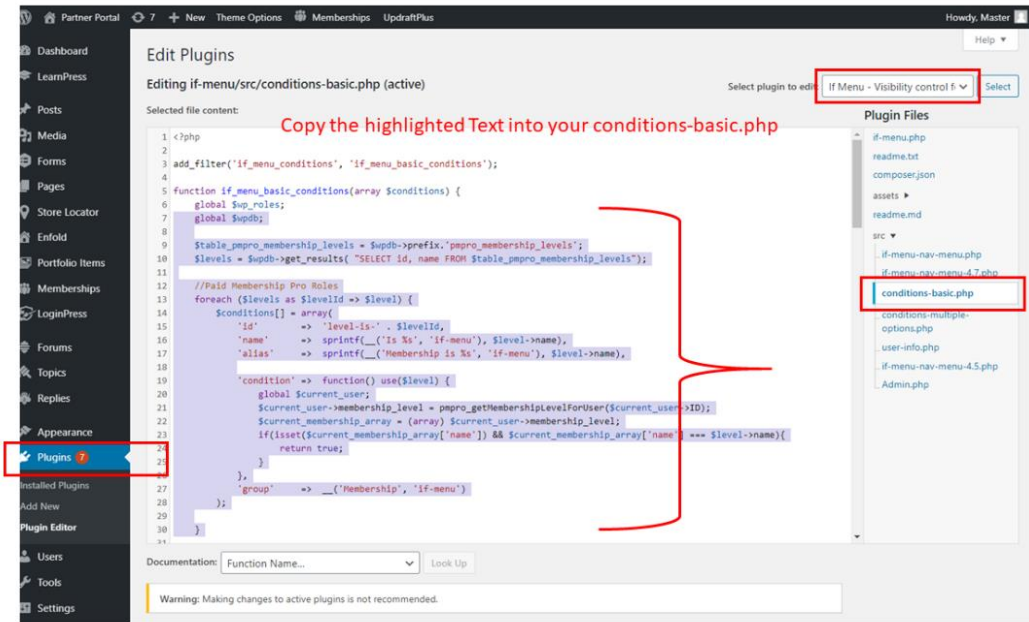 Partner Portal 7 + New Theme Options Memberships UpdraftPlus Howdy, Master
Help ▼
Dashboard
LearnPress
Posts
Media
Forms
Pages
Store Locator
Enfold
Portfolio Items
Memberships
LoginPress
Forums
Topics
Replies
Appearance
Plugins 7
Installed Plugins
Add New
Plugin Editor
Users
Tools
Settings
Edit Plugins
Editing if-menu/src/conditions-basic.php (active)
Select plugin to edit: If Menu - Visibility control f Select
Selected file content:
Copy the highlighted Text into your conditions-basic.php
1 <?php
2
3 add_filter('if_menu_conditions', 'if_menu_basic_conditions');
4
5 function if_menu_basic_conditions(array $conditions) {
6 global $wp_roles;
7 global $wpdb;
8
9 $table_pmpro_membership_levels = $wpdb->prefix.'pmpro_membership_levels';
10 $levels = $wpdb->get_results( "SELECT id, name FROM $table_pmpro_membership_levels");
11
12 //Paid Membership Pro Roles
13 foreach ($levels as $levelId => $level) {
14 $conditions[] = array(
15 'id' => 'level-is-' . $levelId,
16 'name' => sprintf(__('Is %s', 'if-menu'), $level->name),
17 'alias' => sprintf(__('Membership is %s', 'if-menu'), $level->name),
18
19 'condition' => function() use($level) {
20 global $current_user;
21 $current_user->membership_level = pmpro_getMembershipLevelForUser($current_user->ID);
22 $current_membership_array = (array) $current_user->membership_level;
23 if(isset($current_membership_array['name']) && $current_membership_array['name'] === $level->name){
24 return true;
25 }
26 },
27 'group' => __('Membership', 'if-menu')
28 );
29
30 }
31
Plugin Files
if-menu.php
readme.txt
composer.json
assets ▶
readme.md
src ▼
if-menu-nav-menu.php
if-menu-nav-menu-4.7.php
conditions-basic.php
conditions-multiple-
options.php
user-info.php
if-menu-nav-menu-4.5.php
Admin.php
Documentation: Function Name... Look Up
Warning: Making changes to active plugins is not recommended.